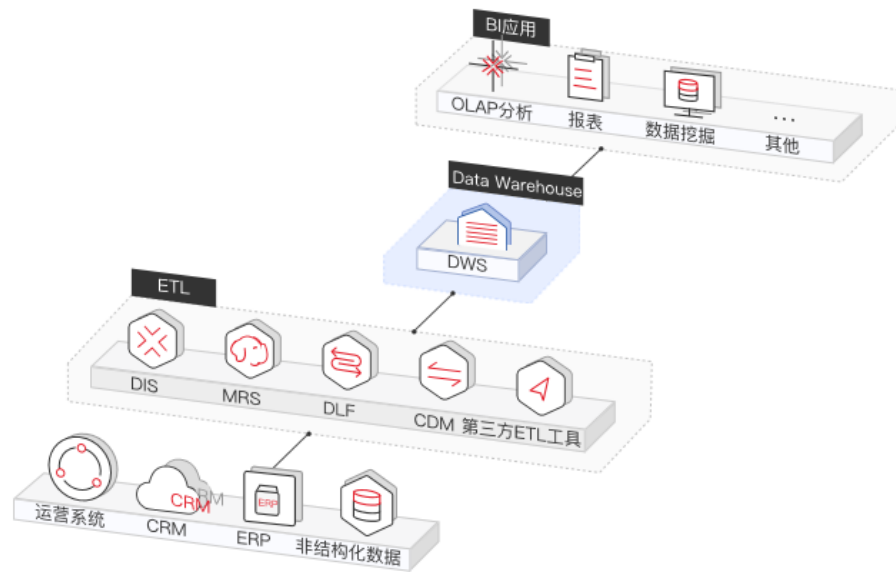 BI应用
OLAP分析
报表
数据挖掘
...
其他
Data Warehouse
DWS
ETL
DIS
MRS
DLF
CDM
第三方ETL工具
CRM
RM
ERP
运营系统
CRM
ERP
非结构化数据